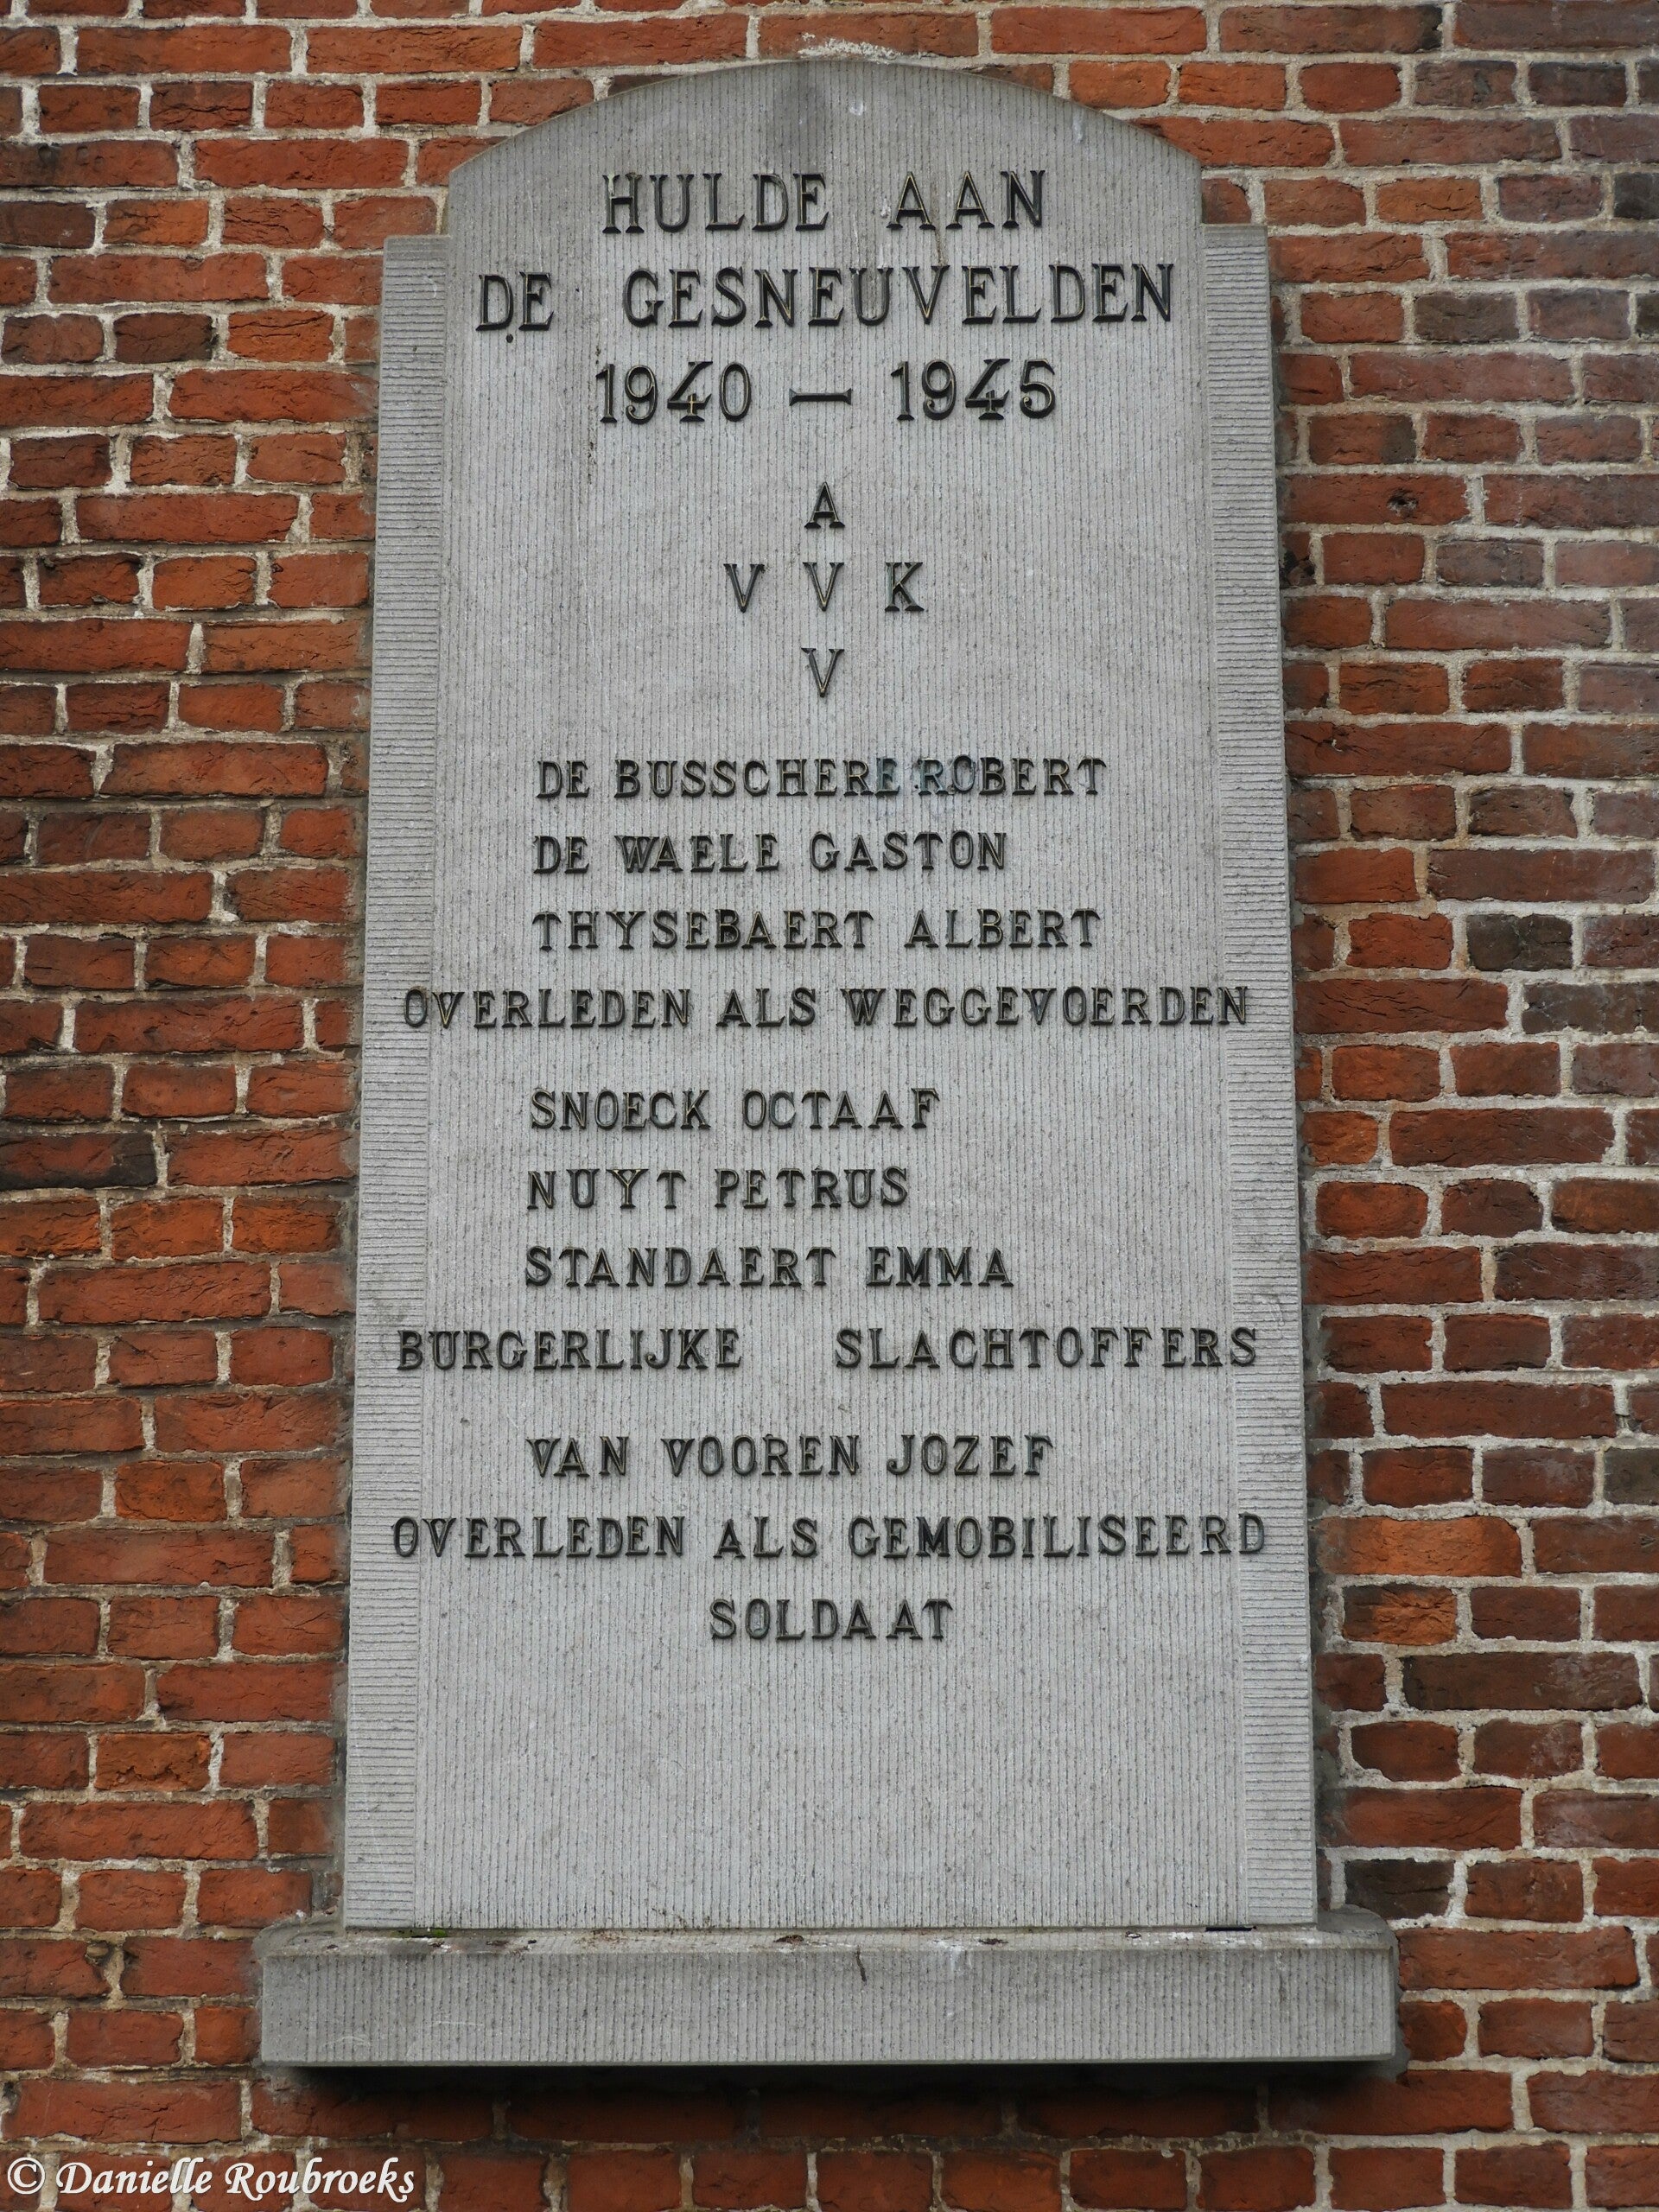 HULDE AAN
DE GESNEUVELDEN
1940 — 1945
A
V V K
V
DE BUSSCHERE ROBERT
DE WAELE GASTON
THYSEBAERT ALBERT
OVERLEDEN ALS WEGGEVOERDEN
SNOECK OCTAAF
NUYT PETRUS
STANDAERT EMMA
BURGERLIJKE SLACHTOFFERS
VAN VOOREN JOZEF
OVERLEDEN ALS GEMOBILISEERD
SOLDAAT
© Danielle Roubroeks